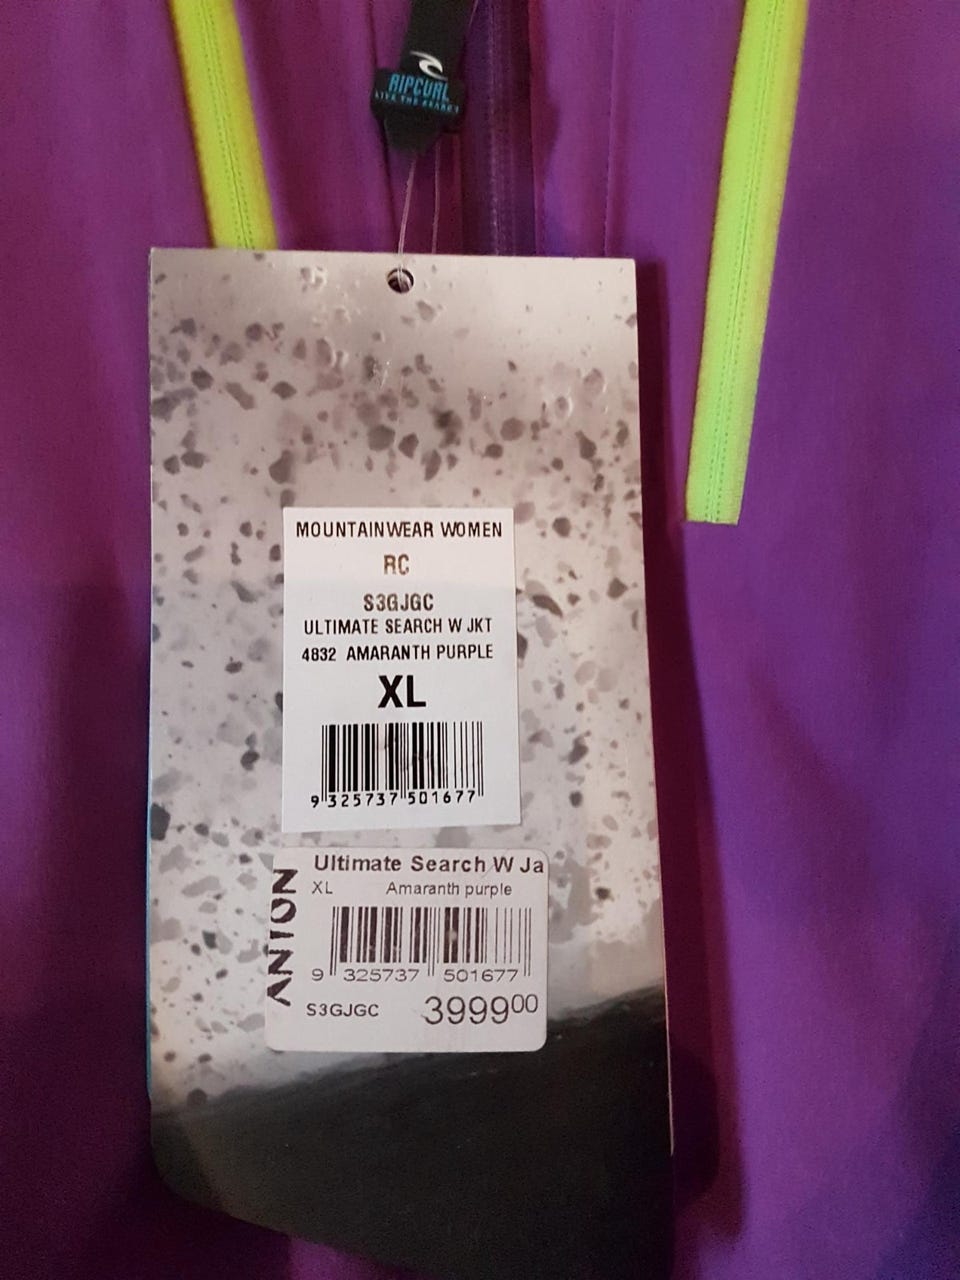 RIPCURL
LIVE THE SEARCH
MOUNTAINWEAR WOMEN
RC
S3GJGC
ULTIMATE SEARCH W JKT
4832 AMARANTH PURPLE
XL
9 325737 501677
ANTON
Ultimate Search W Ja
XL Amaranth purple
9 325737 501677
S3GJGC 399900